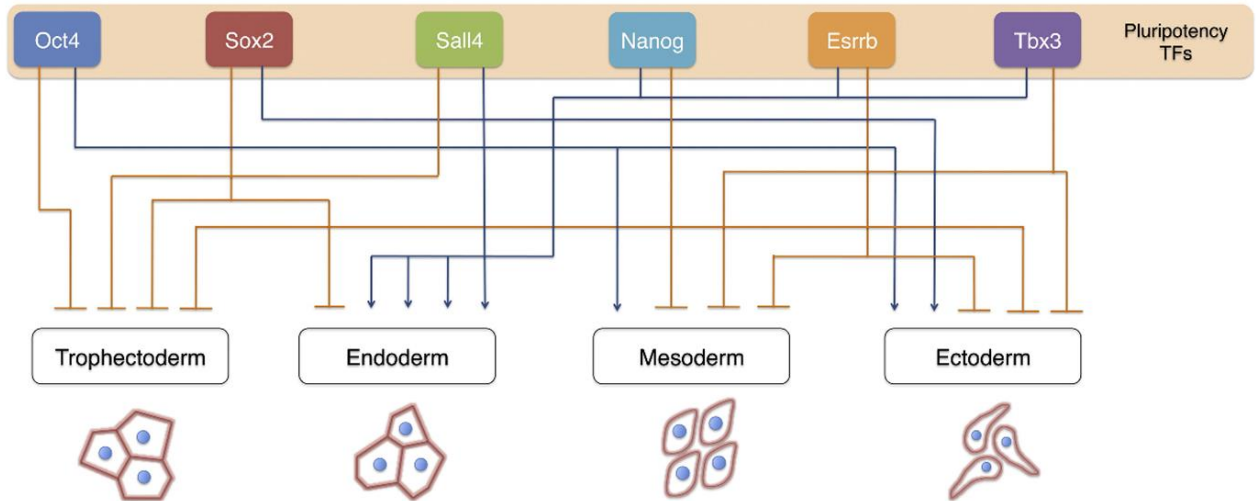 Oct4
Sox2
Sall4
Nanog
Esrrb
Tbx3
Pluripotency
TFs
Trophectoderm
Endoderm
Mesoderm
Ectoderm